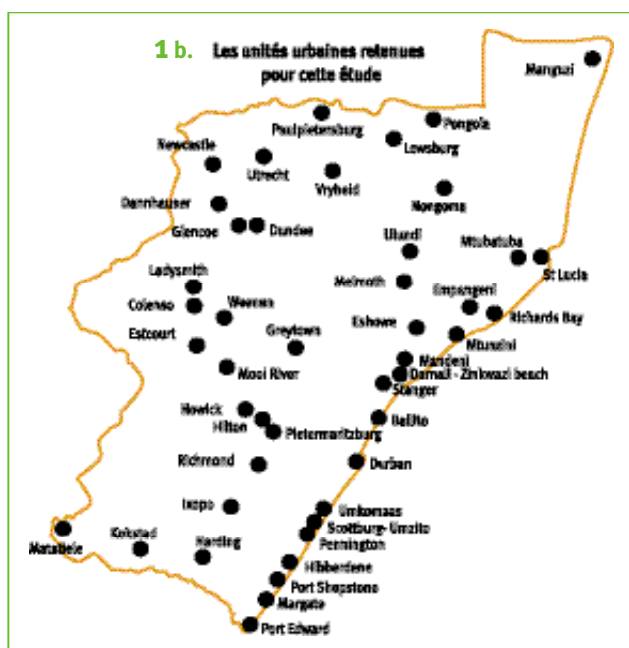 1 b. Les unités urbaines retenues
pour cette étude
Manguzi
Paulpietersburg
Pongola
Lowsburg
Newcastle
Utrecht
Vryheid
Nongoma
Dannhauser
Glencoe
Dundee
Ulundi
Mtubatuba
St Lucia
Ladysmith
Melmoth
Empangeni
Colenso
Weenen
Richards Bay
Estcourt
Greytown
Eshowe
Mtunzini
Mooi River
Mandeni
Darnall - Zinkwazi beach
Stanger
Howick
Hilton
Ballito
Pietermaritzburg
Richmond
Durban
Ixopo
Umkomaas
Scottburg- Umzito
Pennington
Matatiele
Kokstad
Harding
Hibberdene
Port Shepstone
Margate
Port Edward